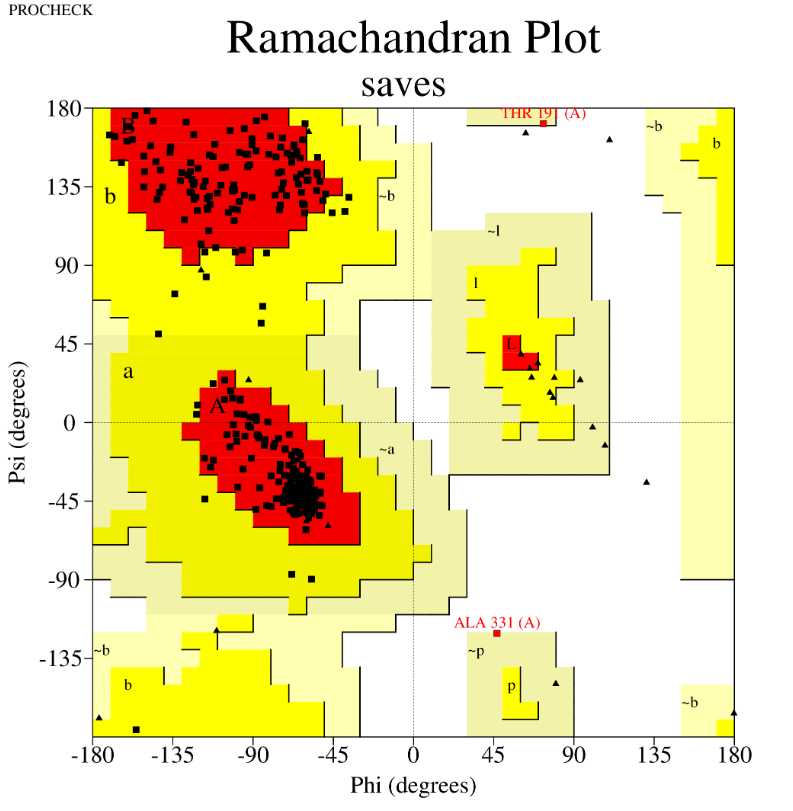 PROCHECK
Ramachandran Plot
saves
180
THR 191 (A)
B
~b
b
135
b
~b
~l
90
l
45
L
a
A
0
~a
-45
-90
ALA 331 (A)
-135
~b
~p
b
p
~b
-180
-135
-90
-45
0
45
90
135
180
Psi (degrees)
Phi (degrees)